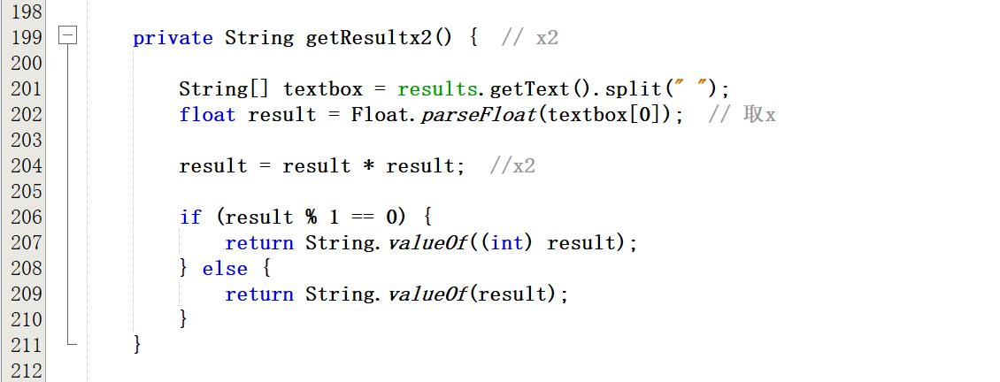 198
199 private String getResultx2() { // x2
200
201 String[] textbox = results.getText().split(" ");
202 float result = Float.parseFloat(textbox[0]); // 取x
203
204 result = result * result; //x2
205
206 if (result % 1 == 0) {
207 return String.valueOf((int) result);
208 } else {
209 return String.valueOf(result);
210 }
211 }
212